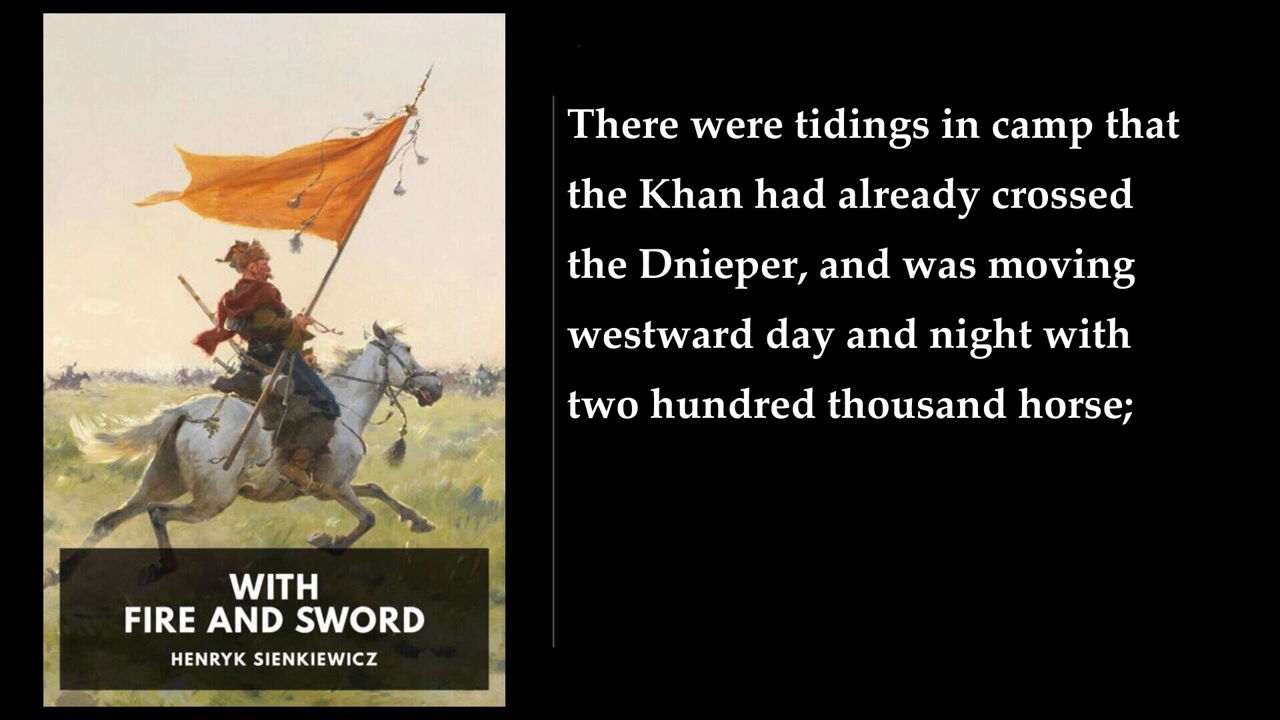 There were tidings in camp that
the Khan had already crossed
the Dnieper, and was moving
westward day and night with
two hundred thousand horse;
WITH
FIRE AND SWORD
HENRYK SIENKIEWICZ